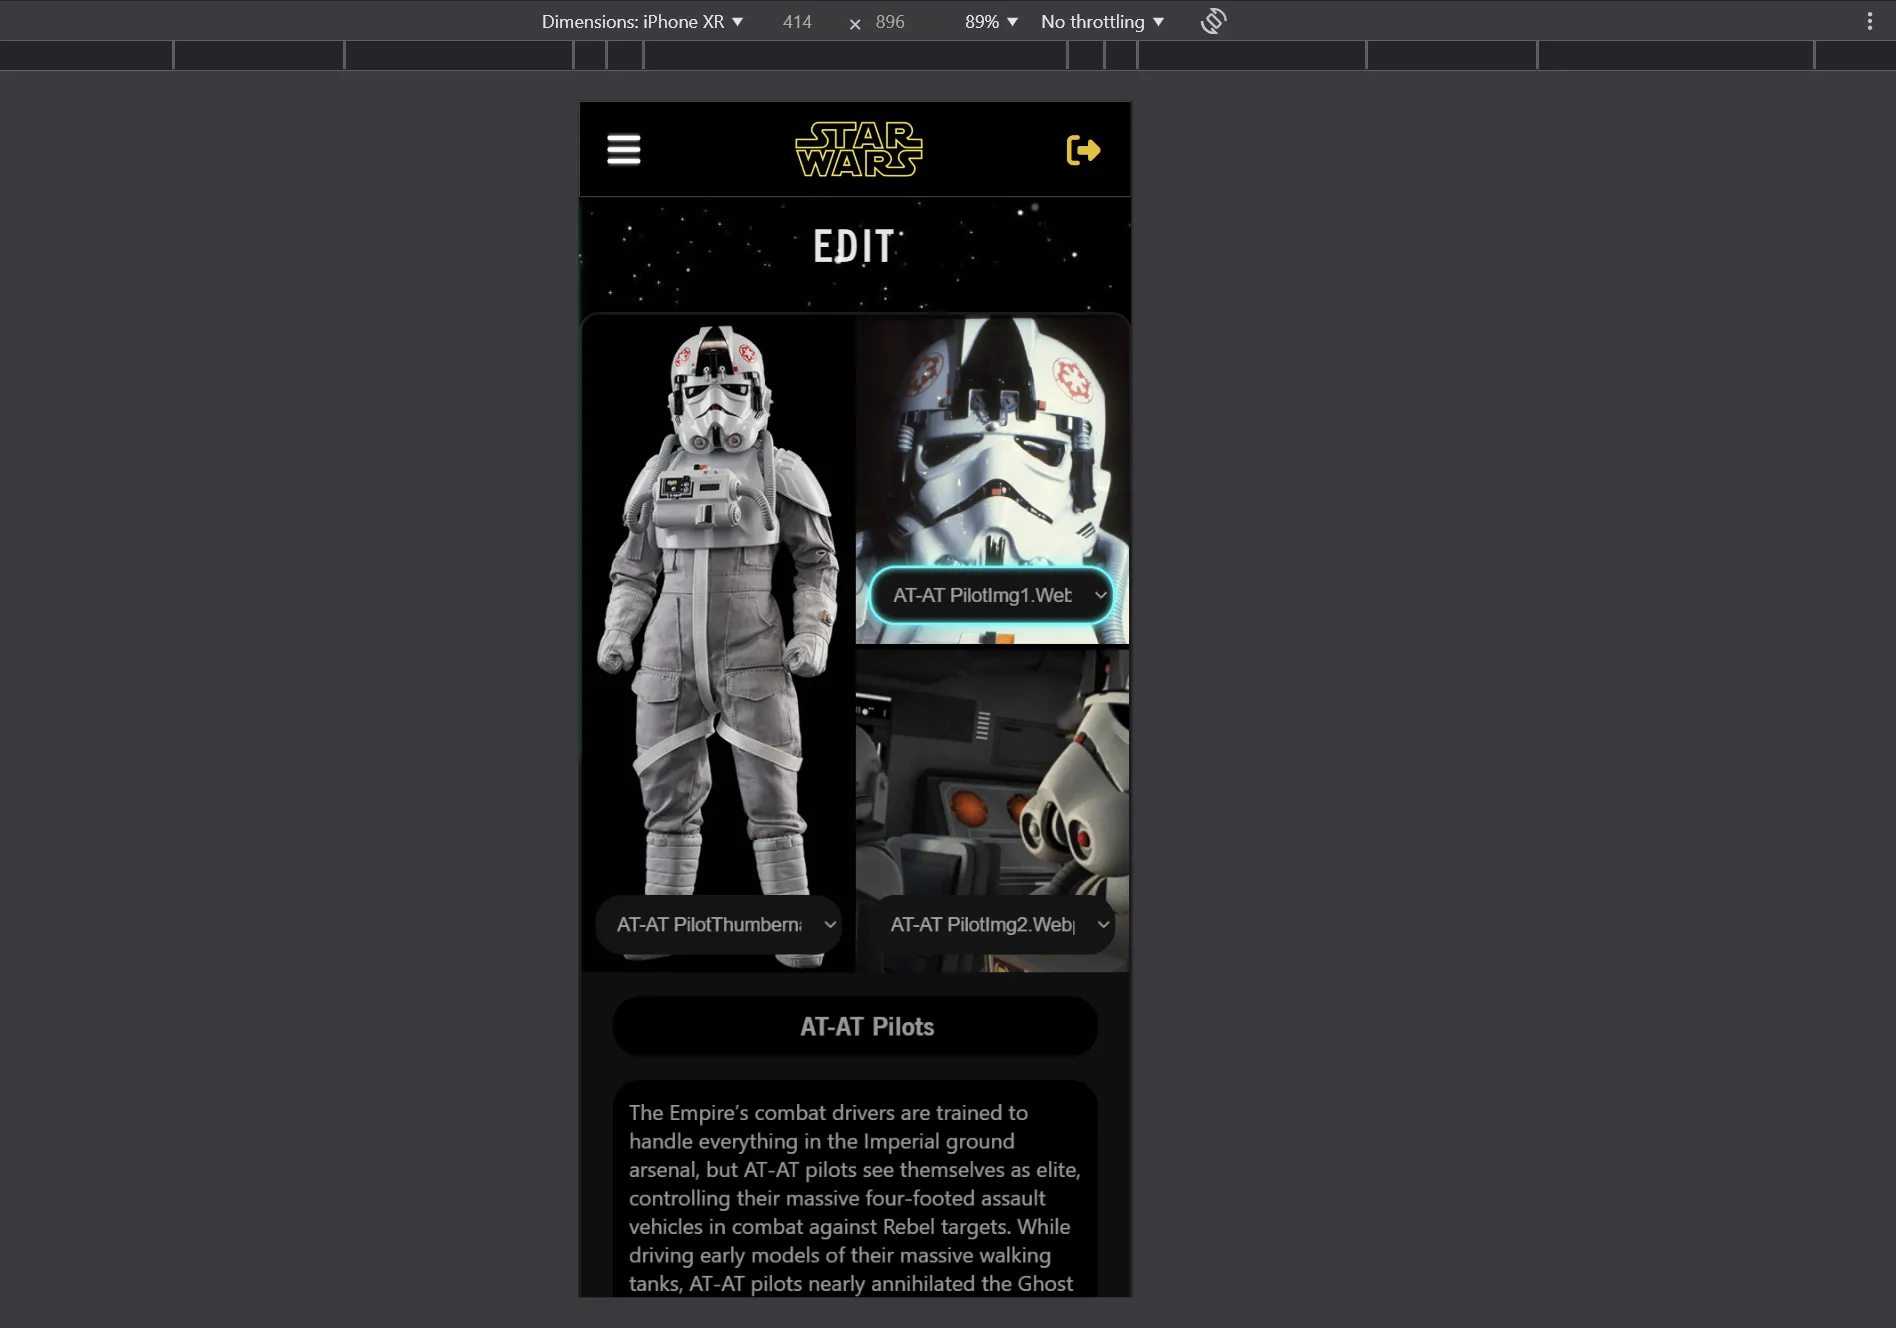 Dimensions: iPhone XR ▼ 414 × 896 89% ▼ No throttling ▼
STAR
WARS
EDIT
AT-AT PilotImg1.Web
AT-AT PilotThumberna
AT-AT PilotImg2.Webp
AT-AT Pilots
The Empire's combat drivers are trained to
handle everything in the Imperial ground
arsenal, but AT-AT pilots see themselves as elite,
controlling their massive four-footed assault
vehicles in combat against Rebel targets. While
driving early models of their massive walking
tanks, AT-AT pilots nearly annihilated the Ghost